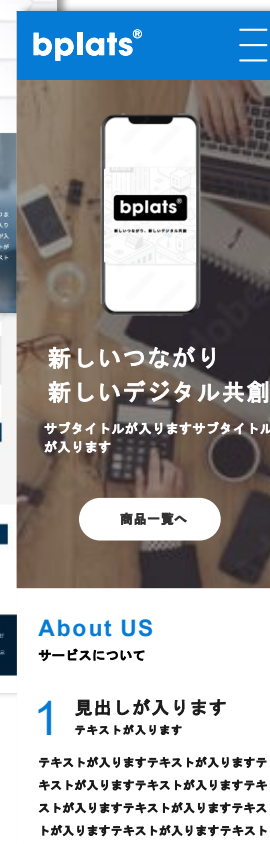 bplats®
bplats®
新しいつながり、新しいデジタル共創
新しいつながり
新しいデジタル共創
サブタイトルが入りますサブタイトル
が入ります
商品一覧へ
About US
サービスについて
1
見出しが入ります
テキストが入ります
テキストが入りますテキストが入りますテ
キストが入りますテキストが入りますテキ
ストが入りますテキストが入りますテキス
トが入りますテキストが入りますテキスト